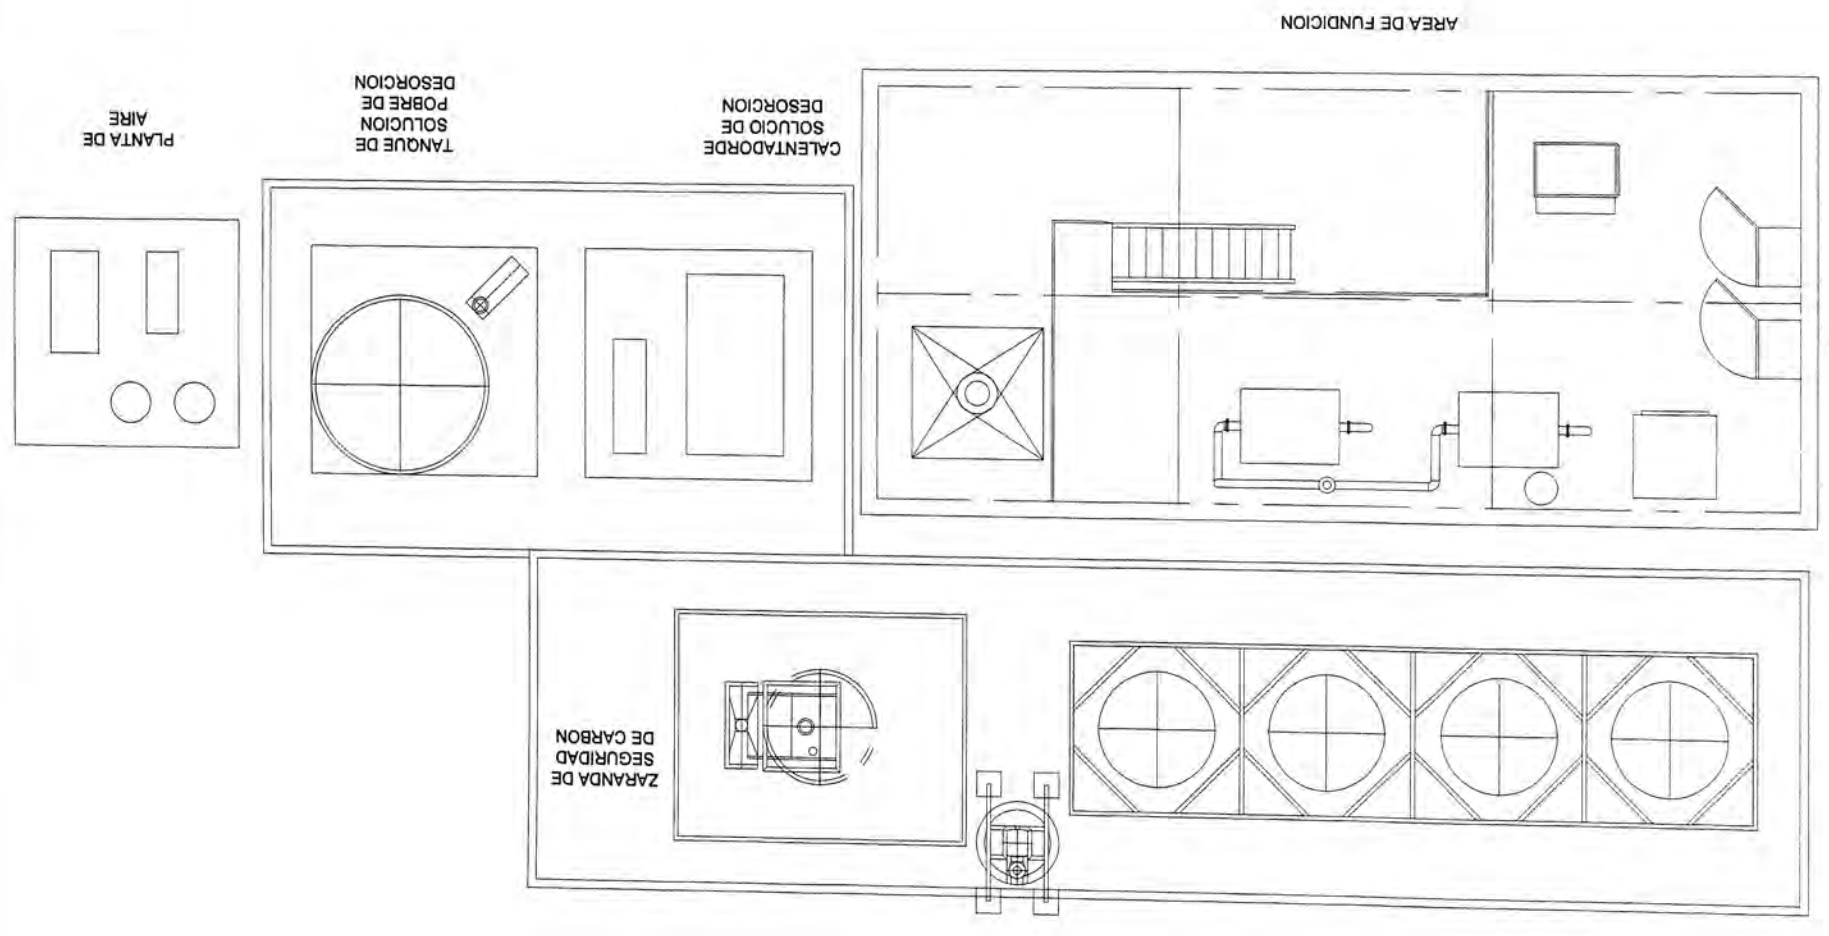 ZARANDA DE
SEGURIDAD
DE CARBON
CALENTADORDE
SOLUCIO DE
DESORCION
TANQUE DE
SOLUCION
POBRE DE
DESORCION
PLANTA DE
AIRE
AREA DE FUNDICION